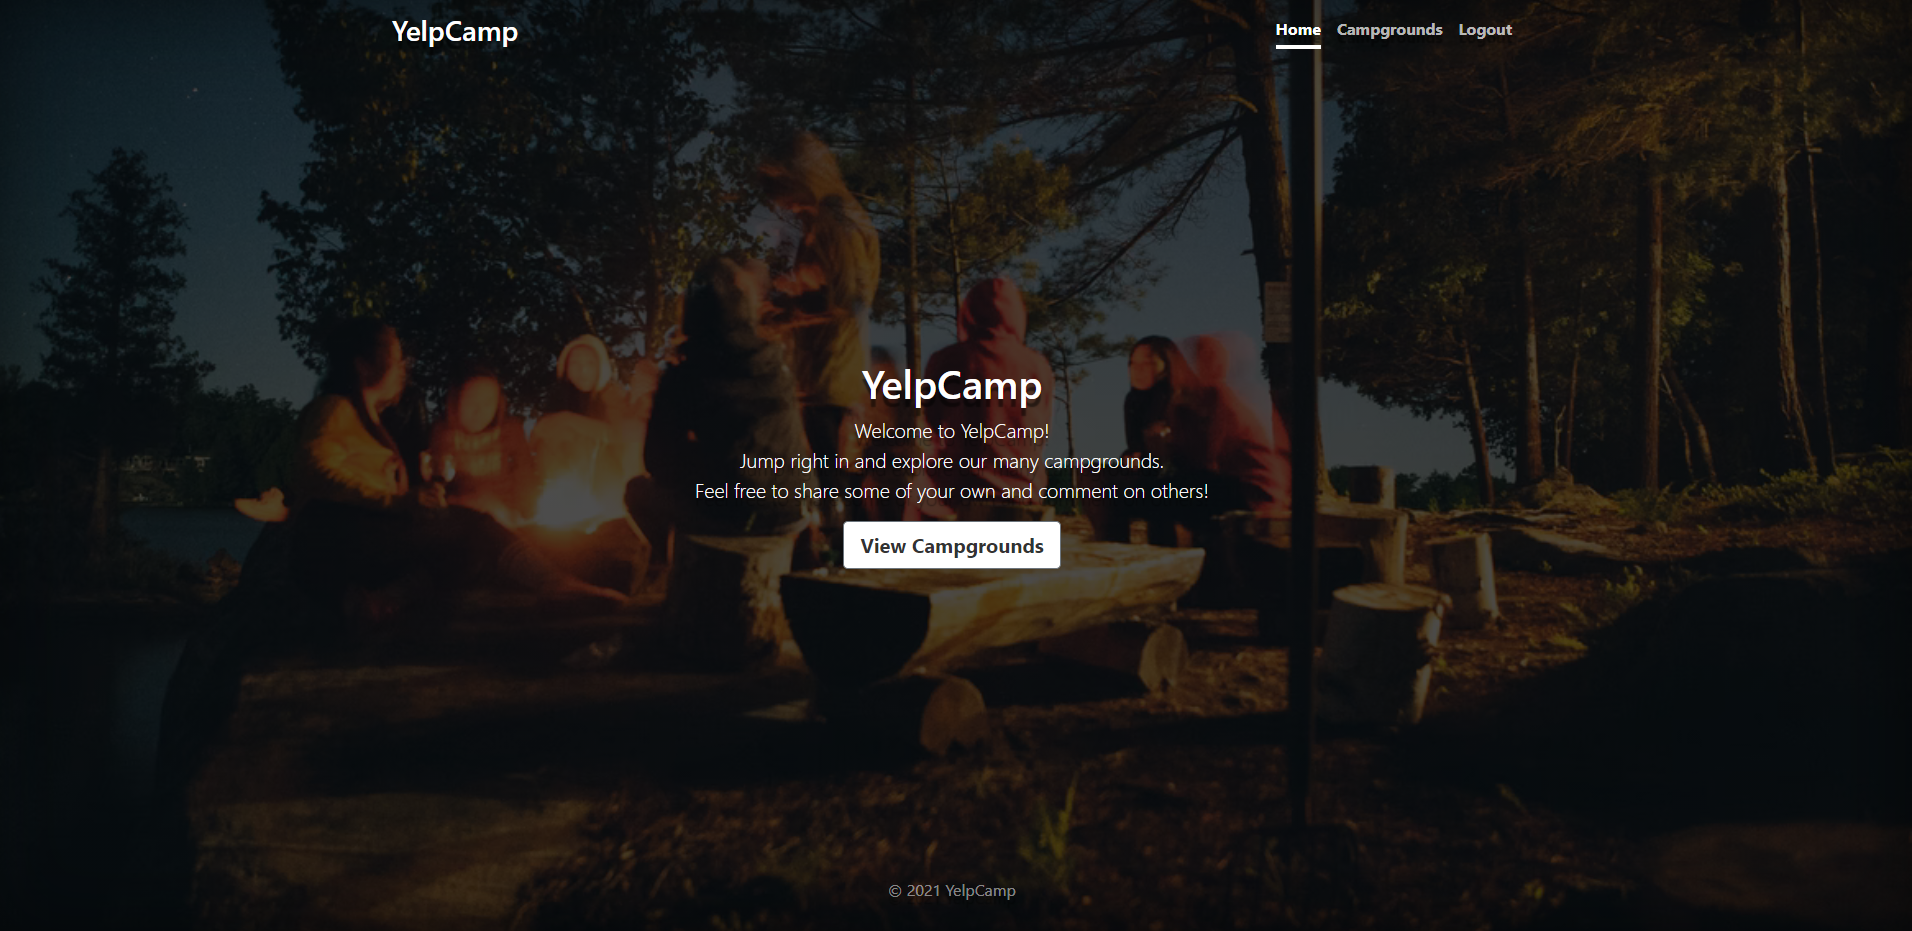 YelpCamp
Home Campgrounds Logout
YelpCamp
Welcome to YelpCamp!
Jump right in and explore our many campgrounds.
Feel free to share some of your own and comment on others!
View Campgrounds
© 2021 YelpCamp